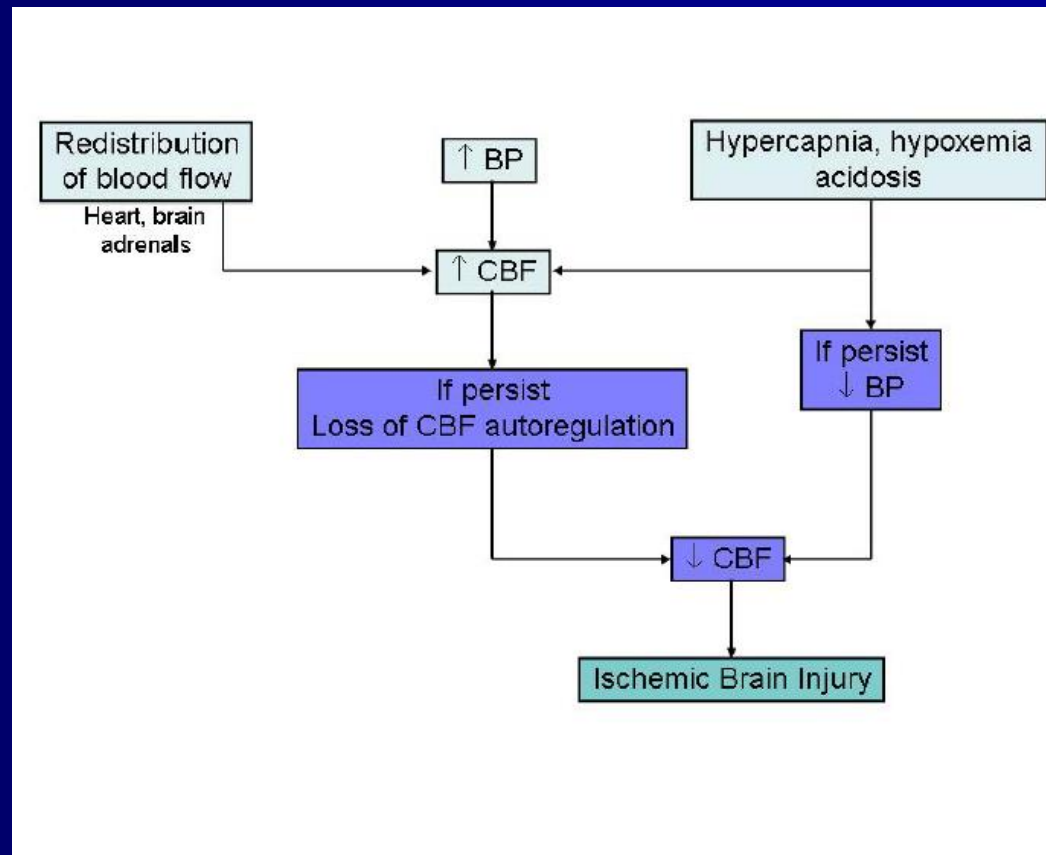 Redistribution
of blood flow
Heart, brain
adrenals
↑ BP
Hypercapnia, hypoxemia
acidosis
↑ CBF
If persist
↓ BP
If persist
Loss of CBF autoregulation
↓ CBF
Ischemic Brain Injury